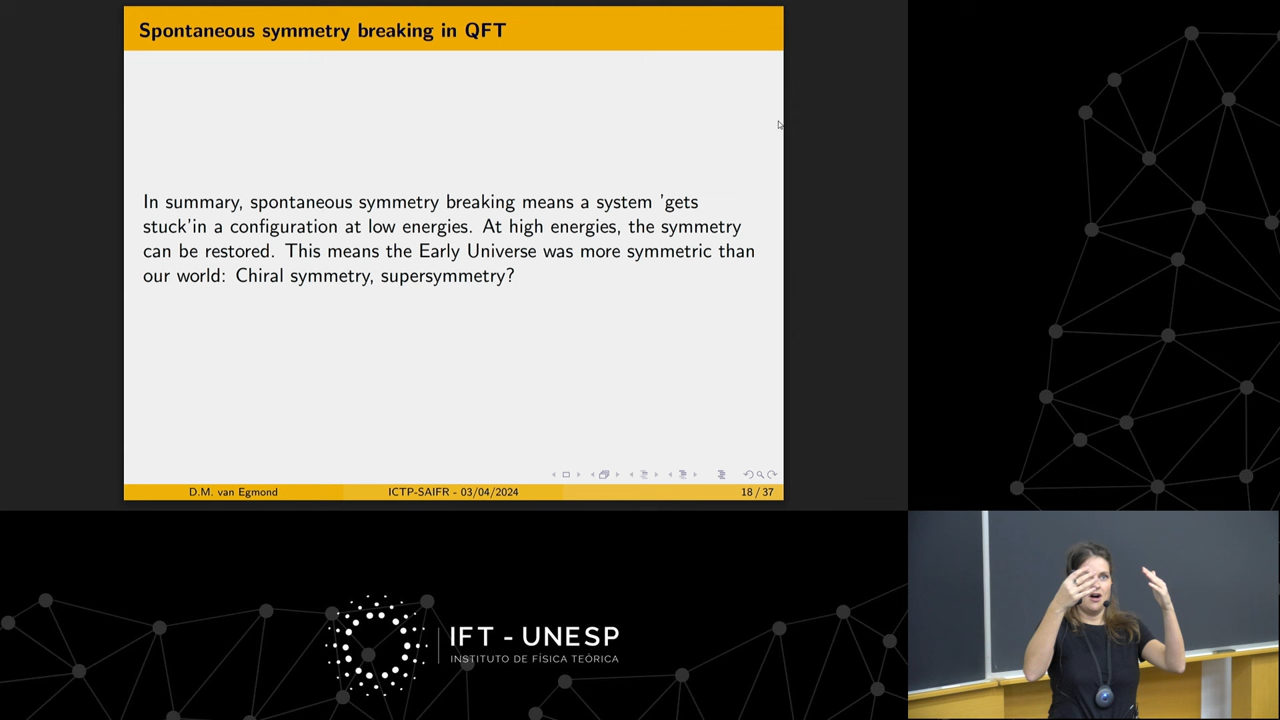 Spontaneous symmetry breaking in QFT
In summary, spontaneous symmetry breaking means a system 'gets
stuck'in a configuration at low energies. At high energies, the symmetry
can be restored. This means the Early Universe was more symmetric than
our world: Chiral symmetry, supersymmetry?
D.M. van Egmond
ICTP-SAIFR - 03/04/2024
18 / 37
IFT - UNESP
INSTITUTO DE FÍSICA TEÓRICA